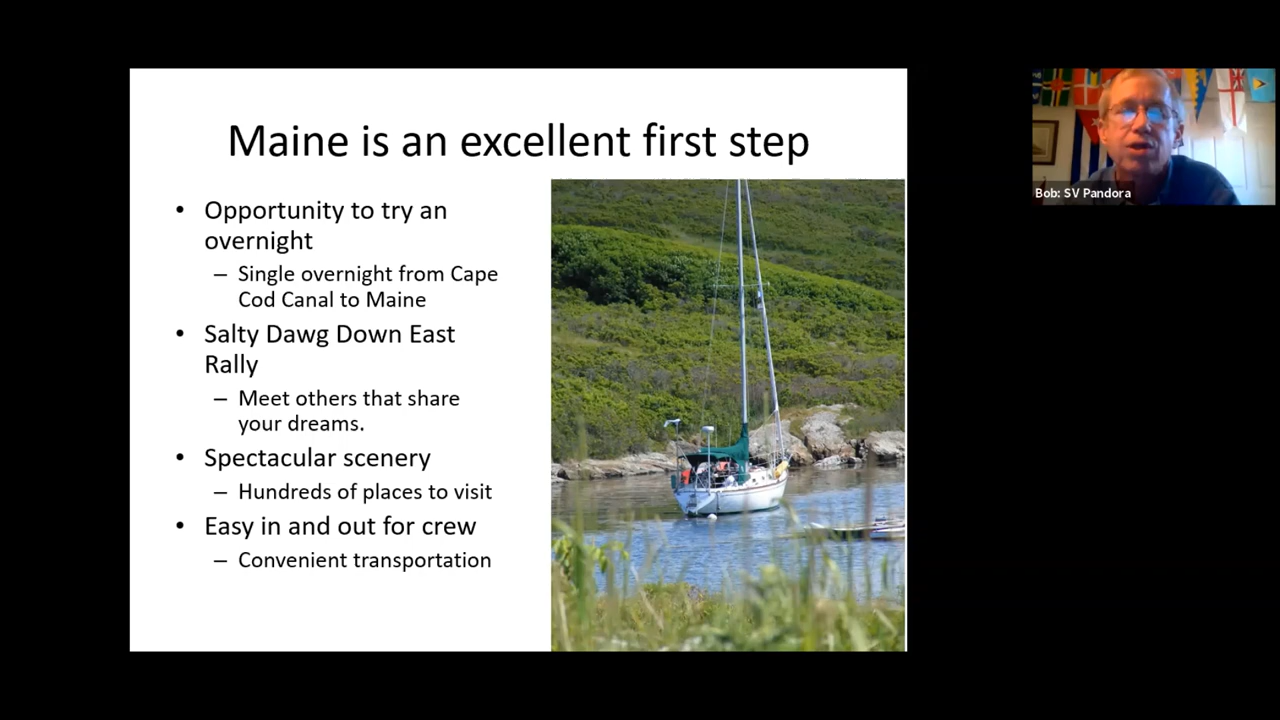 Maine is an excellent first step
• Opportunity to try an
overnight
– Single overnight from Cape
Cod Canal to Maine
• Salty Dawg Down East
Rally
– Meet others that share
your dreams.
• Spectacular scenery
– Hundreds of places to visit
• Easy in and out for crew
– Convenient transportation
Bob: SV Pandora